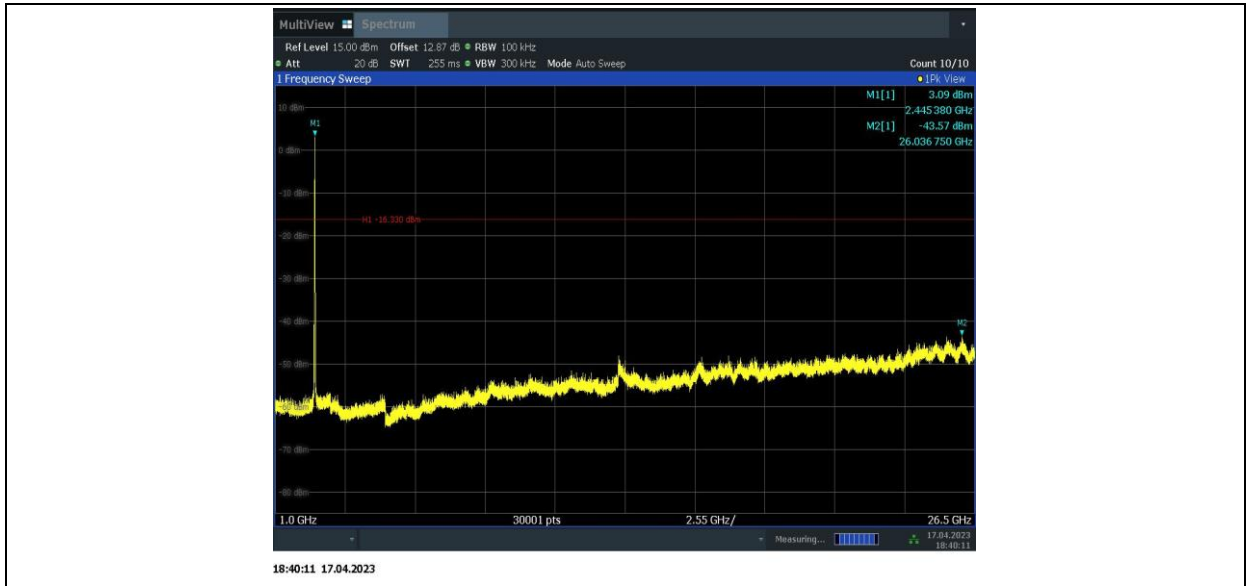 MultiView Spectrum
Ref Level 15.00 dBm Offset 12.87 dB RBW 100 kHz
Att 20 dB SWT 255 ms VBW 300 kHz Mode Auto Sweep Count 10/10
1 Frequency Sweep 1Pk View
M1[1] 3.09 dBm
2.445380 GHz
M2[1] -43.57 dBm
26.036750 GHz
10 dBm
M1
0 dBm
-10 dBm
H1 -16.330 dBm
-20 dBm
-30 dBm
-40 dBm
M2
-50 dBm
-60 dBm
-70 dBm
-80 dBm
1.0 GHz 30001 pts 2.55 GHz/ 26.5 GHz
Measuring... 17.04.2023
18:40:11
18:40:11 17.04.2023